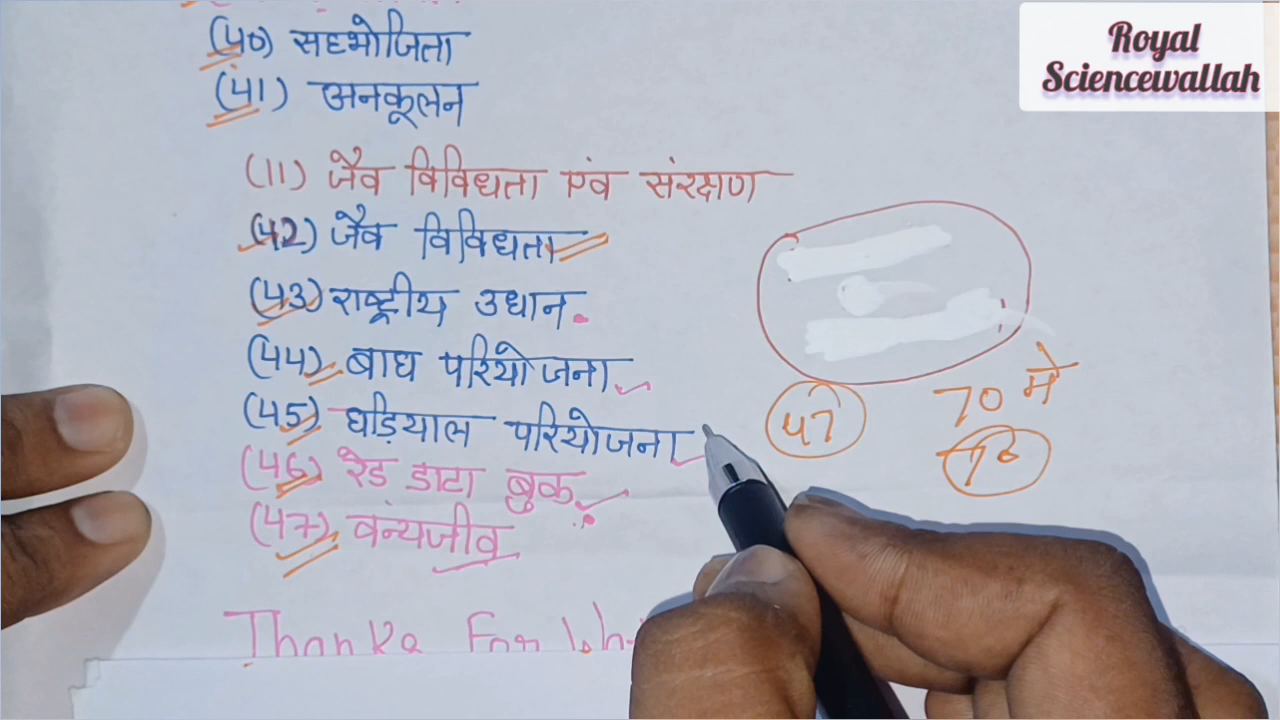 Royal
Sciencewallah
(40) सहभोजिता
(41) अनकूलन
(11) जैव विविधता एंव संरक्षण
(42) जैव विविधता
(43) राष्ट्रीय उधान
(44) बाघ परियोजना
(45) घड़ियाल परियोजना
(46) रेड डाटा बुक
(47) वन्यजीव
47
70 मे
70
Thanks For